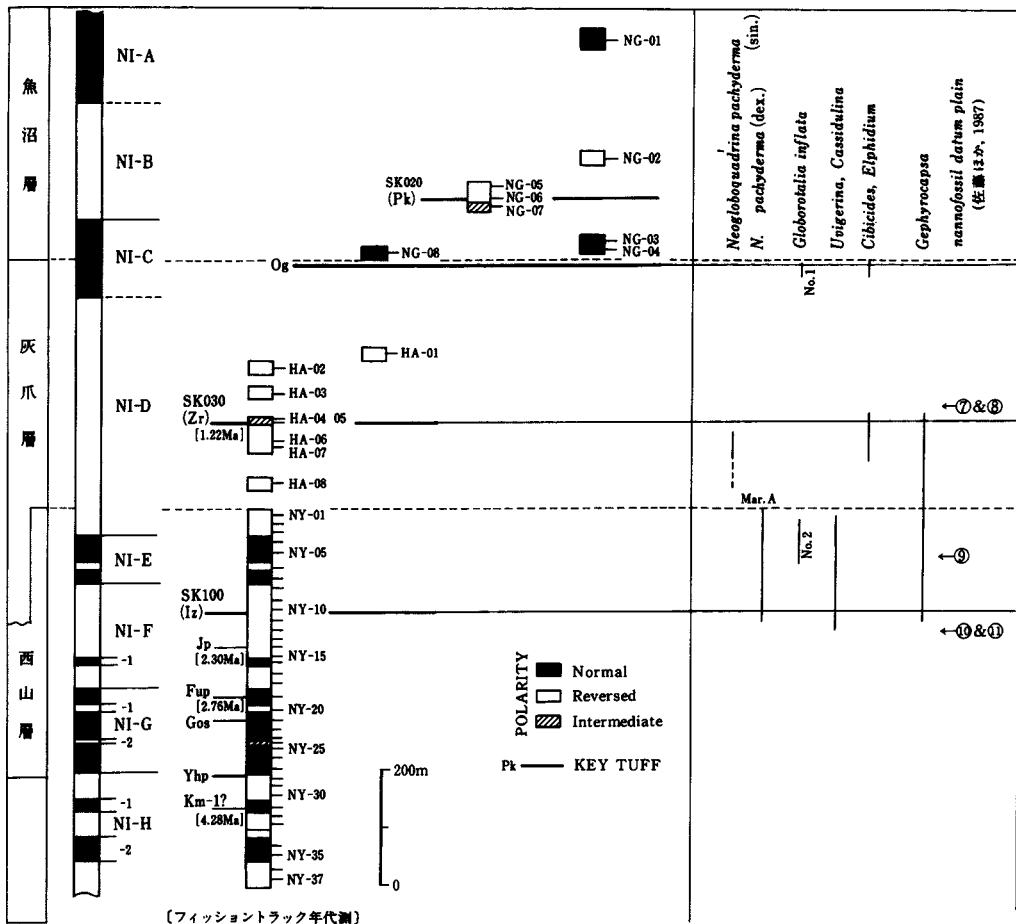 魚沼層
灰爪層
西山層
NI-A
NI-B
NI-C
NI-D
NI-E
NI-F
-1
-1
NI-G
-2
-1
NI-H
-2
NG-01
NG-02
SK020
(Pk)
NG-05
NG-06
NG-07
NG-03
NG-04
NG-08
Og
HA-01
HA-02
HA-03
SK030
(Zr)
[1.22Ma]
HA-04 05
HA-06
HA-07
HA-08
NY-01
NY-05
SK100
(Iz)
NY-10
Jp
[2.30Ma]
NY-15
Fup
[2.76Ma]
NY-20
Gos
NY-25
Yhp
NY-30
Km-1?
[4.28Ma]
NY-35
NY-37
POLARITY
Normal
Reversed
Intermediate
Pk KEY TUFF
200m
0
Neogloboquadrina pachyderma (sin.)
N. pachyderma (dex.)
Globorotalia inflata
Uvigerina, Cassidulina
Cibicides, Elphidium
Gephyrocapsa
nannofossil datum plain
(佐藤ほか, 1987)
No.1
⑦&⑧
Mar. A
No.2
⑨
⑩&⑪
〔フィッショントラック年代測〕